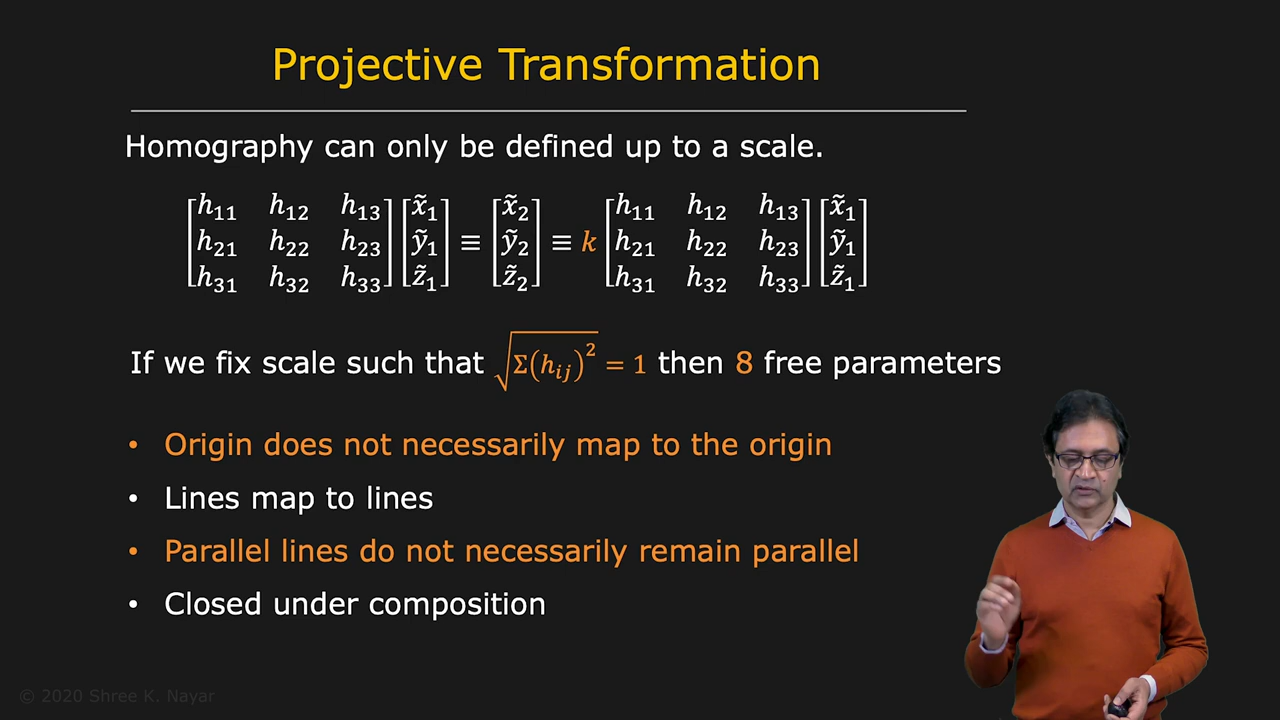 Projective Transformation
Homography can only be defined up to a scale.
[h₁₁ h₁₂ h₁₃; h₂₁ h₂₂ h₂₃; h₃₁ h₃₂ h₃₃] [x̃₁; ỹ₁; z̃₁] ≡ [x̃₂; ỹ₂; z̃₂] ≡ k [h₁₁ h₁₂ h₁₃; h₂₁ h₂₂ h₂₃; h₃₁ h₃₂ h₃₃] [x̃₁; ỹ₁; z̃₁]
If we fix scale such that √(Σ(hᵢⱼ)²) = 1 then 8 free parameters
• Origin does not necessarily map to the origin
• Lines map to lines
• Parallel lines do not necessarily remain parallel
• Closed under composition
© 2020 Shree K. Nayar